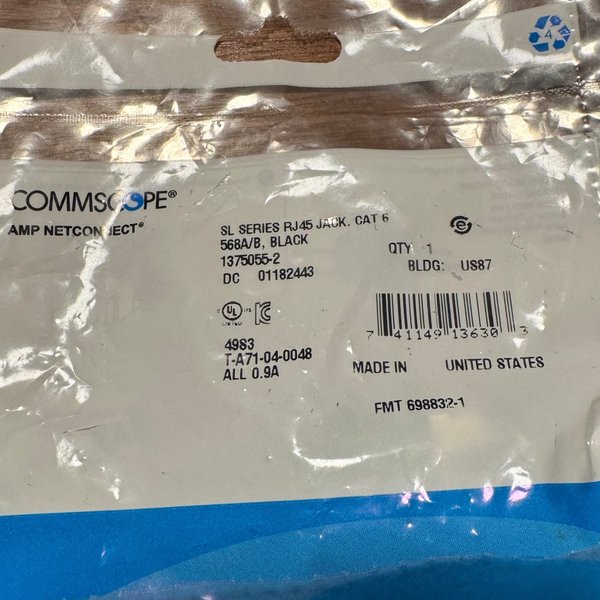 4
COMMSCOPE®
AMP NETCONNECT®
SL SERIES RJ45 JACK. CAT 6
568A/B, BLACK
1375055-2
DC 01182443
QTY 1
BLDG: US87
UL
LISTED
7 41149 13630 3
4983
T-A71-04-0048
ALL 0.9A
MADE IN UNITED STATES
FMT 698832-1